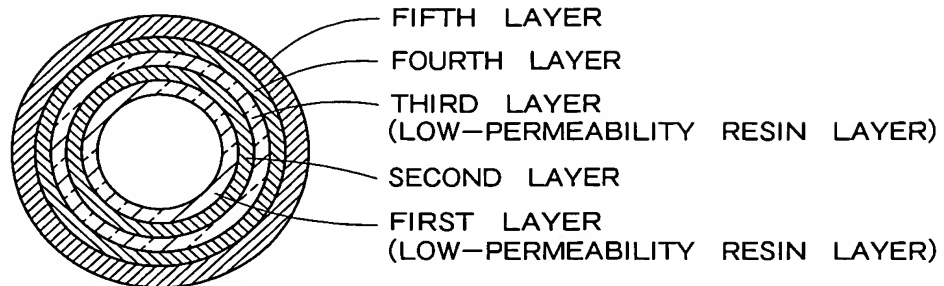 FIFTH LAYER
FOURTH LAYER
THIRD LAYER
(LOW-PERMEABILITY RESIN LAYER)
SECOND LAYER
FIRST LAYER
(LOW-PERMEABILITY RESIN LAYER)